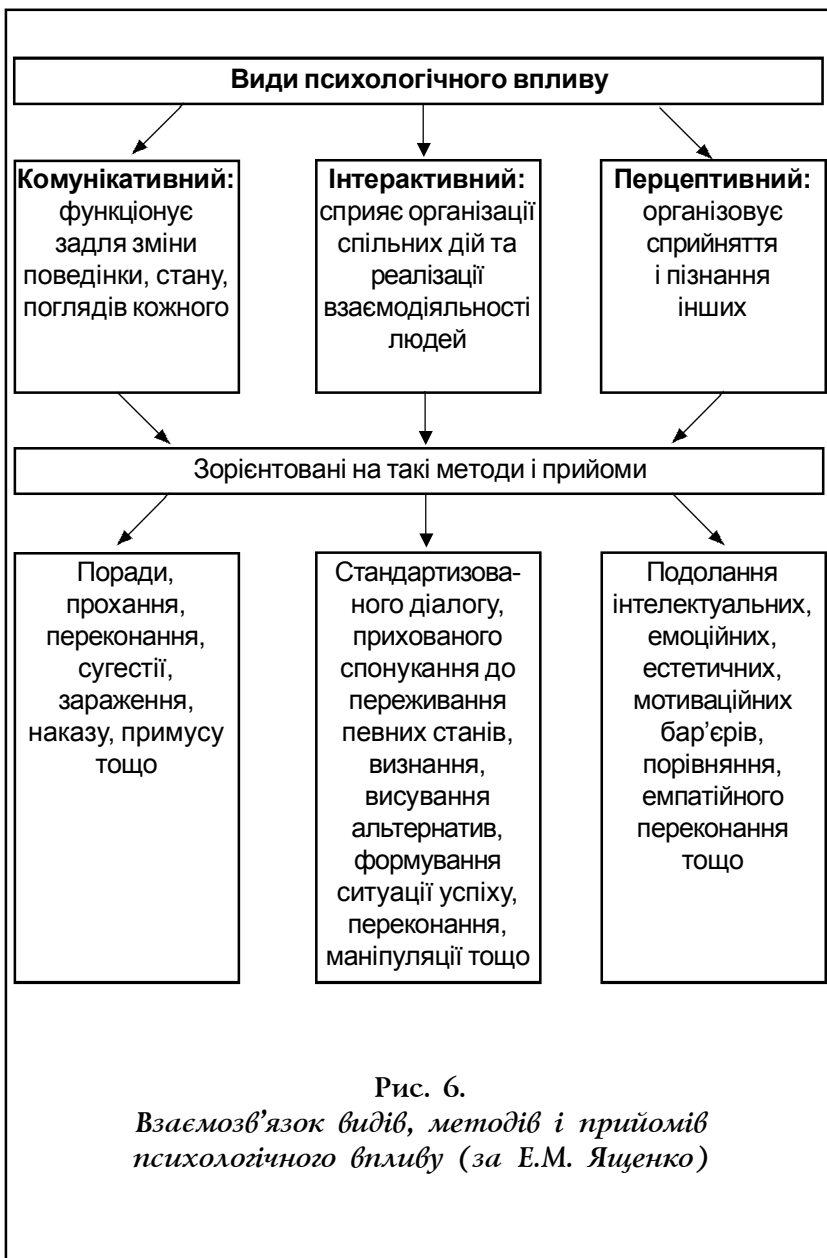 Види психологічного впливу
Комунікативний:
функціонує
задля зміни
поведінки, стану,
поглядів кожного
Інтерактивний:
сприяє організації
спільних дій та
реалізації
взаємодіяльності
людей
Перцептивний:
організовує
сприйняття
і пізнання
інших
Зорієнтовані на такі методи і прийоми
Поради,
прохання,
переконання,
сугестії,
зараження,
наказу, примусу
тощо
Стандартизова-
ного діалогу,
прихованого
спонукання до
переживання
певних станів,
визнання,
висування
альтернатив,
формування
ситуації успіху,
переконання,
маніпуляції тощо
Подолання
інтелектуальних,
емоційних,
естетичних,
мотиваційних
бар’єрів,
порівняння,
емпатійного
переконання
тощо
Рис. 6.
Взаємозв’язок видів, методів і прийомів
психологічного впливу (за Е.М. Ященко)